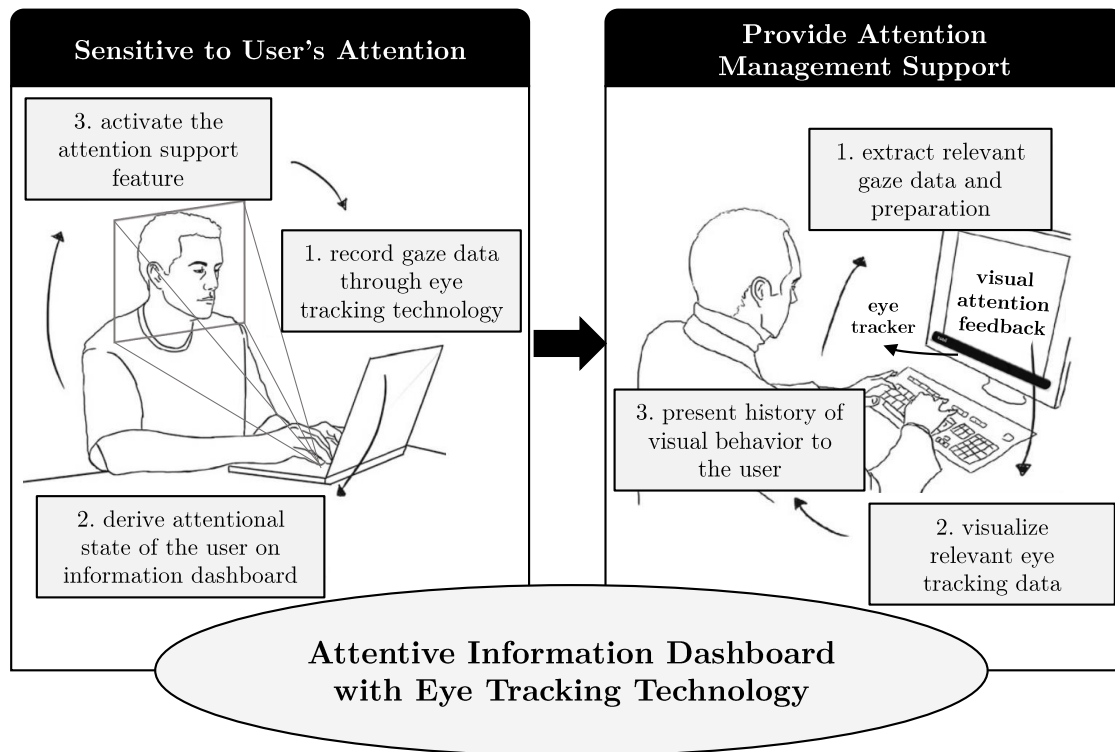 Sensitive to User's Attention
3. activate the
attention support
feature
1. record gaze data
through eye
tracking technology
2. derive attentional
state of the user on
information dashboard
Provide Attention
Management Support
1. extract relevant
gaze data and
preparation
visual
attention
feedback
eye
tracker
3. present history of
visual behavior to
the user
2. visualize
relevant eye
tracking data
Attentive Information Dashboard
with Eye Tracking Technology